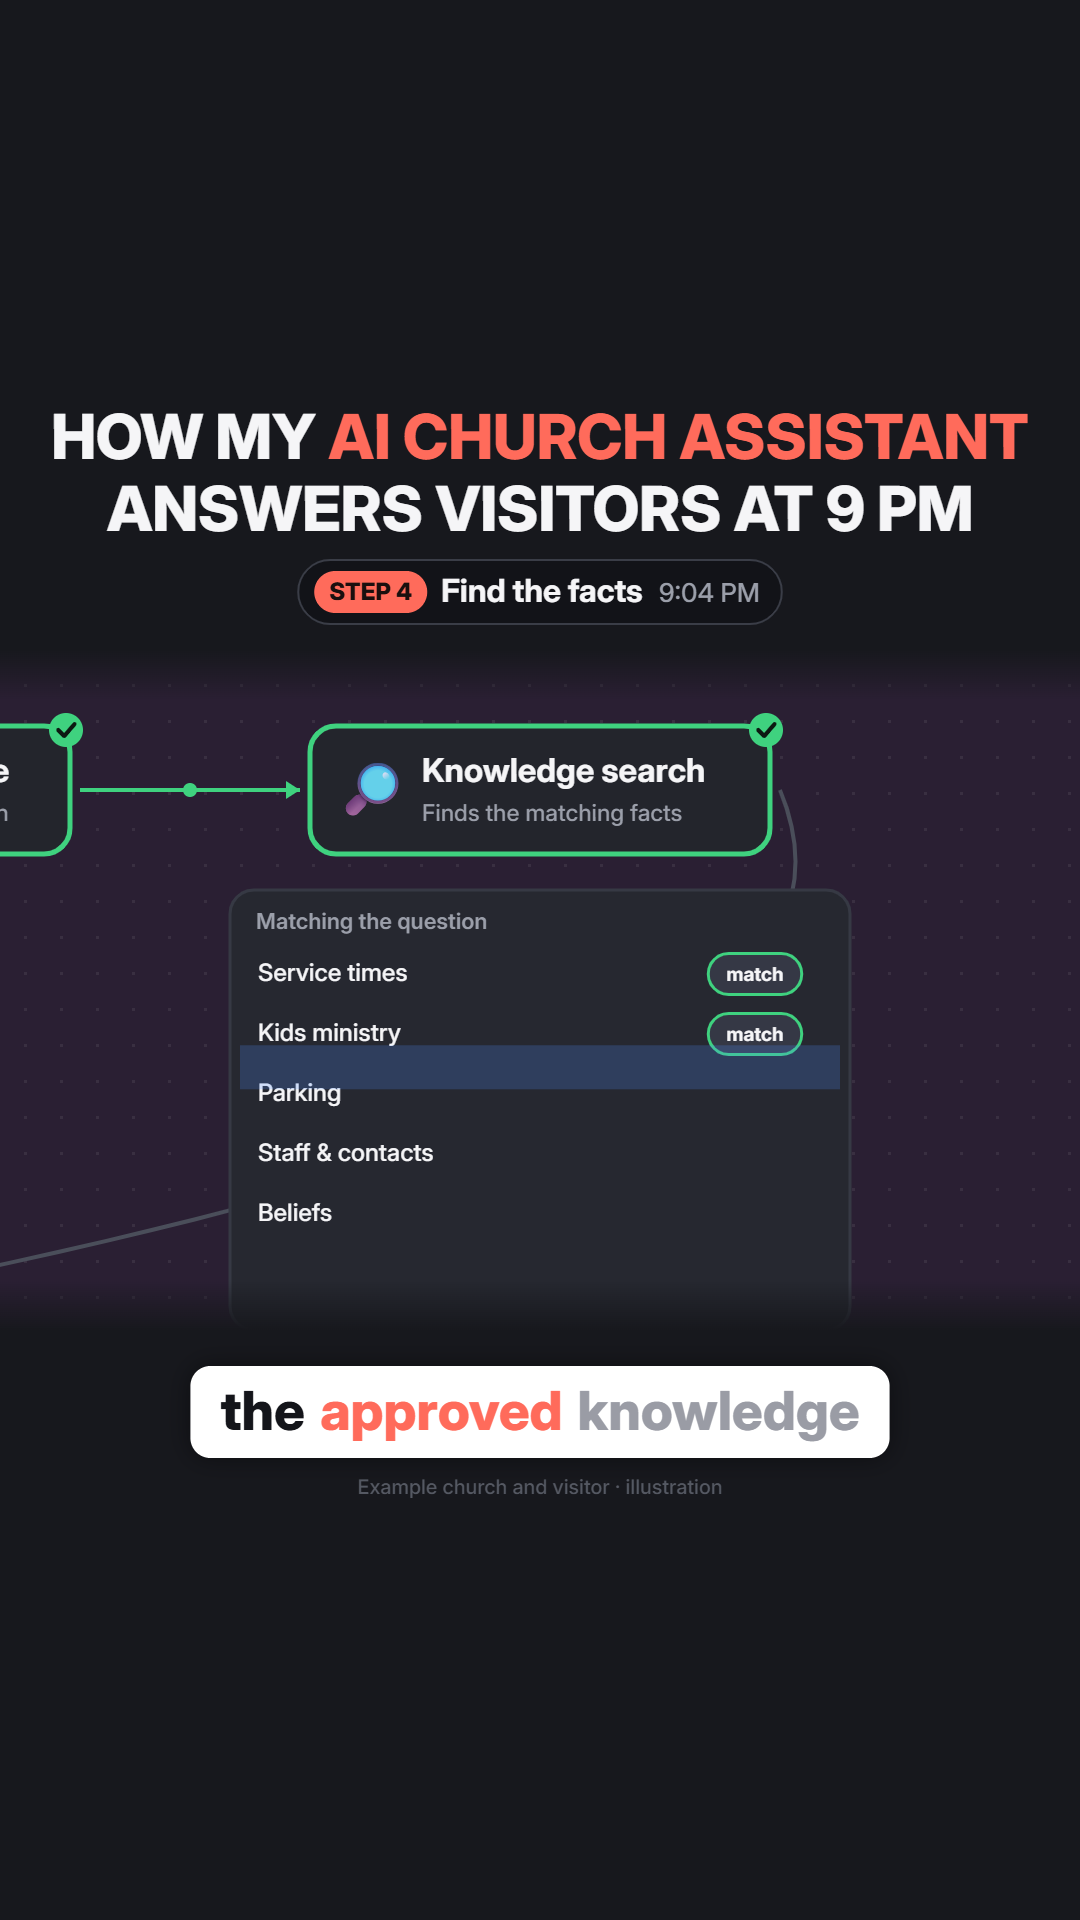 HOW MY AI CHURCH ASSISTANT
ANSWERS VISITORS AT 9 PM
STEP 4 Find the facts 9:04 PM
e
n
Knowledge search
Finds the matching facts
Matching the question
Service times match
Kids ministry match
Parking
Staff & contacts
Beliefs
the approved knowledge
Example church and visitor · illustration